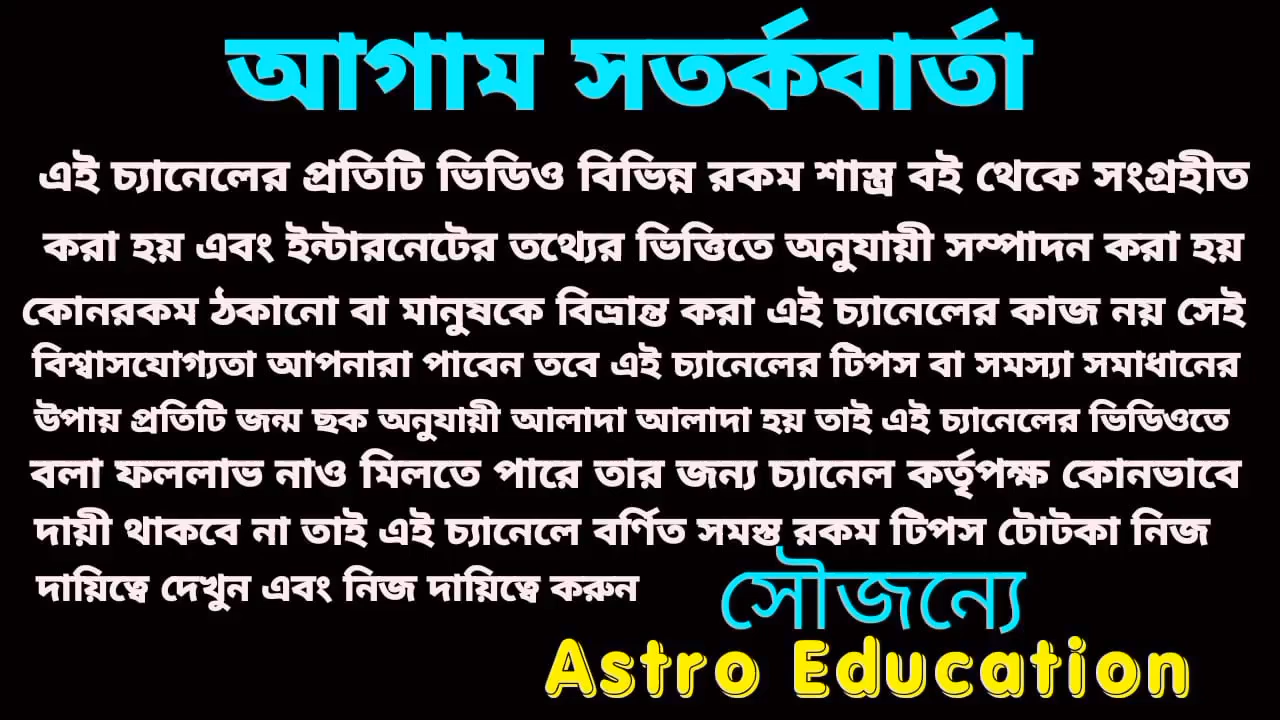 আগাম সতর্কবার্তা
এই চ্যানেলের প্রতিটি ভিডিও বিভিন্ন রকম শাস্ত্র বই থেকে সংগ্রহীত
করা হয় এবং ইন্টারনেটের তথ্যের ভিত্তিতে অনুযায়ী সম্পাদন করা হয়
কোনরকম ঠকানো বা মানুষকে বিভ্রান্ত করা এই চ্যানেলের কাজ নয় সেই
বিশ্বাসযোগ্যতা আপনারা পাবেন তবে এই চ্যানেলের টিপস বা সমস্যা সমাধানের
উপায় প্রতিটি জন্ম ছক অনুযায়ী আলাদা আলাদা হয় তাই এই চ্যানেলের ভিডিওতে
বলা ফললাভ নাও মিলতে পারে তার জন্য চ্যানেল কর্তৃপক্ষ কোনভাবে
দায়ী থাকবে না তাই এই চ্যানেলে বর্ণিত সমস্ত রকম টিপস টোটকা নিজ
দায়িত্বে দেখুন এবং নিজ দায়িত্বে করুন
সৌজন্যে
Astro Education